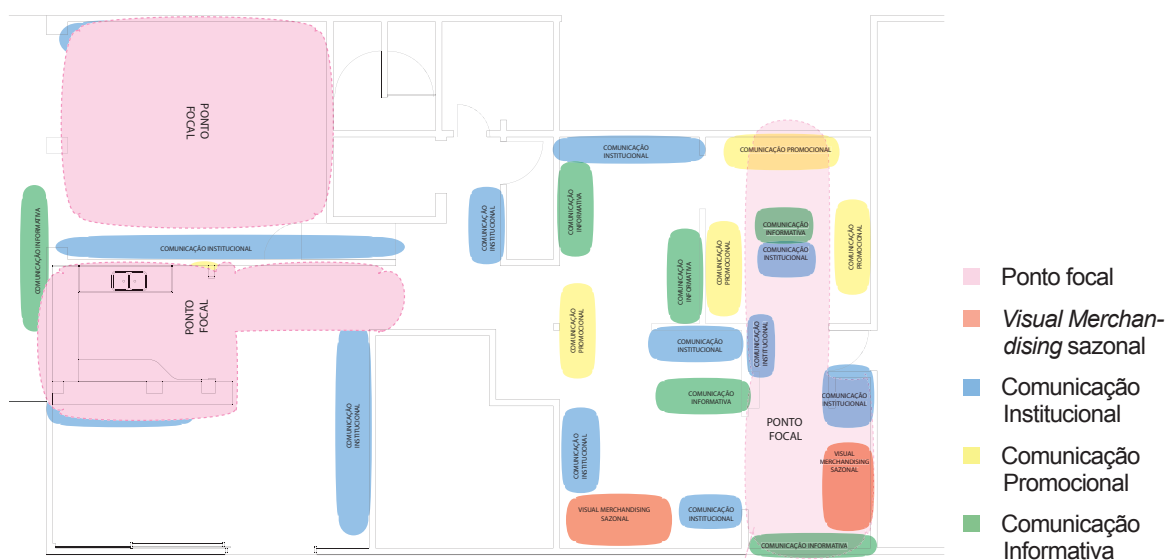 PONTO
FOCAL
COMUNICAÇÃO INFORMATIVA
COMUNICAÇÃO INSTITUCIONAL
PONTO
FOCAL
COMUNICAÇÃO INSTITUCIONAL
COMUNICAÇÃO
INSTITUCIONAL
COMUNICAÇÃO
INSTITUCIONAL
COMUNICAÇÃO
INFORMATIVA
COMUNICAÇÃO
PROMOCIONAL
COMUNICAÇÃO
INSTITUCIONAL
VISUAL MERCHANDISING
SAZONAL
COMUNICAÇÃO
INFORMATIVA
COMUNICAÇÃO
PROMOCIONAL
COMUNICAÇÃO
INSTITUCIONAL
COMUNICAÇÃO
INFORMATIVA
COMUNICAÇÃO
INSTITUCIONAL
COMUNICAÇÃO PROMOCIONAL
COMUNICAÇÃO
INFORMATIVA
COMUNICAÇÃO
INSTITUCIONAL
COMUNICAÇÃO
PROMOCIONAL
COMUNICAÇÃO
INSTITUCIONAL
COMUNICAÇÃO
INSTITUCIONAL
PONTO
FOCAL
VISUAL
MERCHANDISING
SAZONAL
COMUNICAÇÃO INFORMATIVA
Ponto focal
Visual Merchan-
dising sazonal
Comunicação
Institucional
Comunicação
Promocional
Comunicação
Informativa